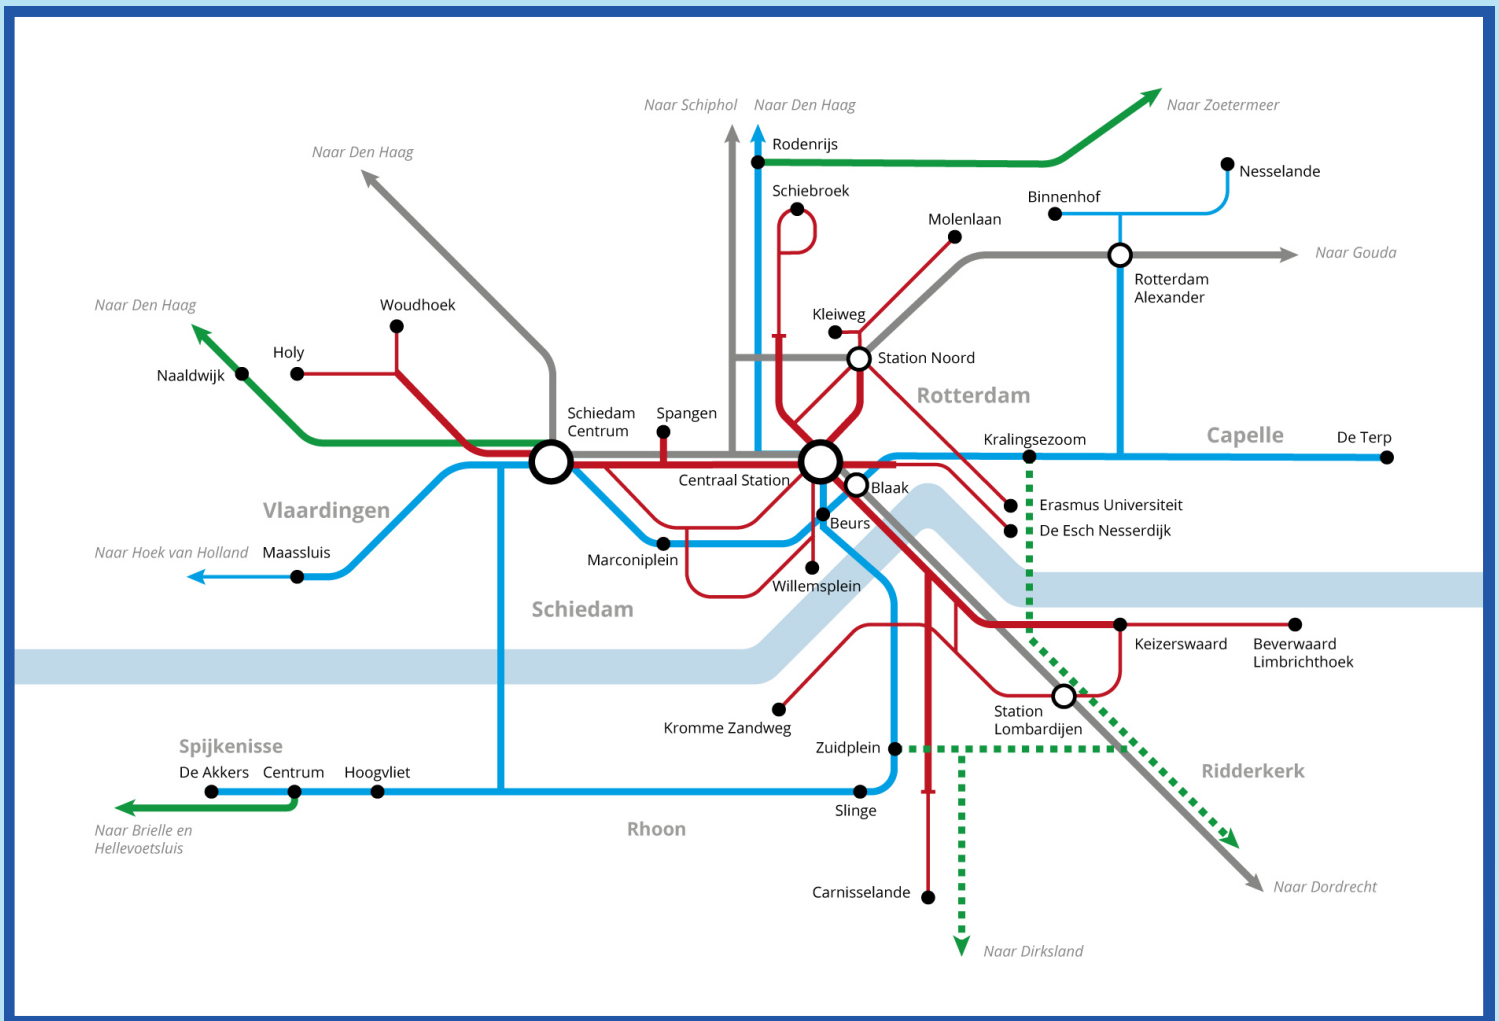 Naar Schiphol
Naar Den Haag
Naar Zoetermeer
Rodenrijs
Naar Den Haag
Nesselande
Schiebroek
Binnenhof
Molenlaan
Naar Gouda
Rotterdam
Alexander
Naar Den Haag
Woudhoek
Kleiweg
Holy
Station Noord
Naaldwijk
Rotterdam
Schiedam
Centrum
Spangen
Kralingsezoom
Capelle
De Terp
Centraal Station
Blaak
Vlaardingen
Erasmus Universiteit
Beurs
De Esch Nesserdijk
Naar Hoek van Holland
Maassluis
Marconiplein
Willemsplein
Schiedam
Keizerswaard
Beverwaard
Limbrichthoek
Station
Lombardijen
Kromme Zandweg
Zuidplein
Spijkenisse
De Akkers
Centrum
Hoogvliet
Ridderkerk
Slinge
Naar Brielle en
Hellevoetsluis
Rhoon
Carnisselande
Naar Dordrecht
Naar Dirksland